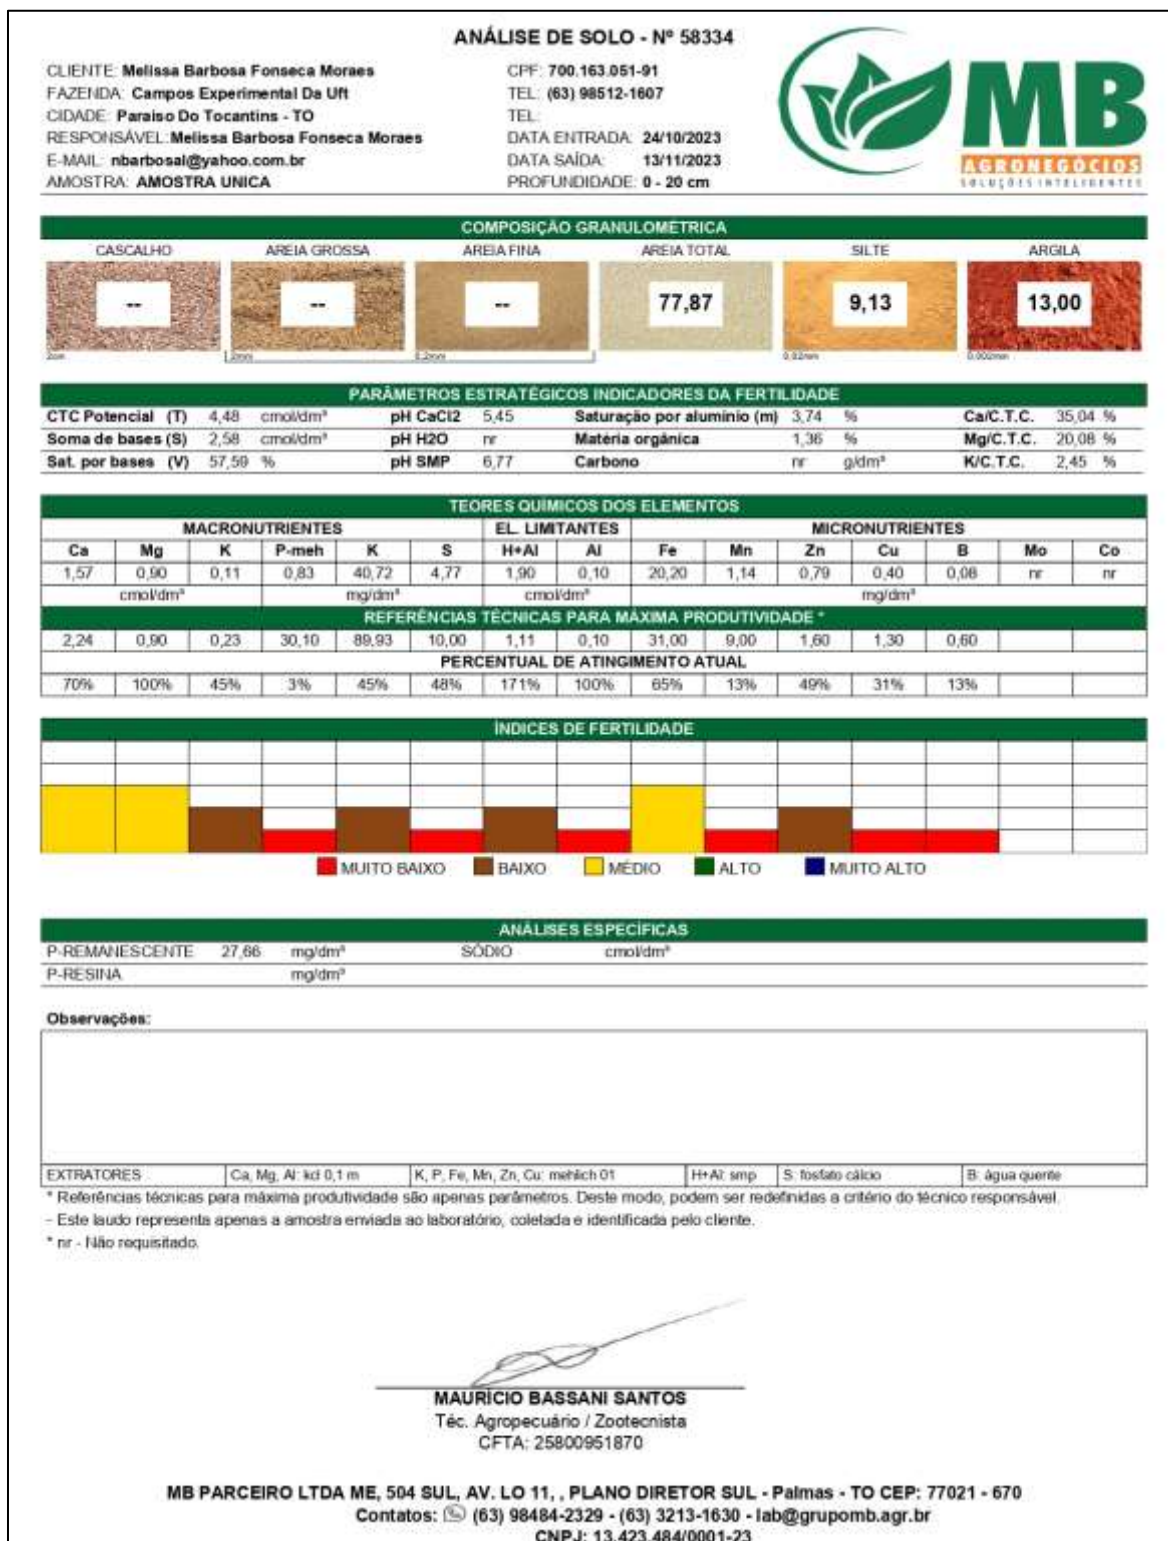 ANÁLISE DE SOLO - Nº 58334
CLIENTE: Melissa Barbosa Fonseca Moraes CPF: 700.163.051-91
FAZENDA: Campos Experimental Da Uft TEL: (63) 98512-1607
CIDADE: Paraiso Do Tocantins - TO TEL:
RESPONSÁVEL: Melissa Barbosa Fonseca Moraes DATA ENTRADA: 24/10/2023
E-MAIL: nbarbosal@yahoo.com.br DATA SAÍDA: 13/11/2023
AMOSTRA: AMOSTRA UNICA PROFUNDIDADE: 0 - 20 cm
MB
AGRONEGÓCIOS
SOLUÇÕES INTELIGENTES
COMPOSIÇÃO GRANULOMÉTRICA
CASCALHO AREIA GROSSA AREIA FINA AREIA TOTAL SILTE ARGILA
-- -- -- 77,87 9,13 13,00
2cm 2mm 0,2mm 0,02mm 0,002mm
PARÂMETROS ESTRATÉGICOS INDICADORES DA FERTILIDADE
CTC Potencial (T) 4,48 cmol/dm³ pH CaCl2 5,45 Saturação por alumínio (m) 3,74 % Ca/C.T.C. 35,04 %
Soma de bases (S) 2,58 cmol/dm³ pH H2O nr Matéria orgânica 1,36 % Mg/C.T.C. 20,08 %
Sat. por bases (V) 57,59 % pH SMP 6,77 Carbono nr g/dm³ K/C.T.C. 2,45 %
TEORES QUÍMICOS DOS ELEMENTOS
MACRONUTRIENTES EL. LIMITANTES MICRONUTRIENTES
Ca Mg K P-meh K S H+Al Al Fe Mn Zn Cu B Mo Co
1,57 0,90 0,11 0,83 40,72 4,77 1,90 0,10 20,20 1,14 0,79 0,40 0,08 nr nr
cmol/dm³ mg/dm³ cmol/dm³ mg/dm³
REFERÊNCIAS TÉCNICAS PARA MÁXIMA PRODUTIVIDADE *
2,24 0,90 0,23 30,10 89,93 10,00 1,11 0,10 31,00 9,00 1,60 1,30 0,60
PERCENTUAL DE ATINGIMENTO ATUAL
70% 100% 45% 3% 45% 48% 171% 100% 65% 13% 49% 31% 13%
ÍNDICES DE FERTILIDADE
MUITO BAIXO BAIXO MÉDIO ALTO MUITO ALTO
ANÁLISES ESPECÍFICAS
P-REMANESCENTE 27,66 mg/dm³ SÓDIO cmol/dm³
P-RESINA mg/dm³
Observações:
EXTRATORES Ca, Mg, Al: kcl 0,1 m K, P, Fe, Mn, Zn, Cu: mehlich 01 H+Al: smp S: fosfato cálcio B: água quente
* Referências técnicas para máxima produtividade são apenas parâmetros. Deste modo, podem ser redefinidas a critério do técnico responsável.
- Este laudo representa apenas a amostra enviada ao laboratório, coletada e identificada pelo cliente.
* nr - Não requisitado.
MAURÍCIO BASSANI SANTOS
Téc. Agropecuário / Zootecnista
CFTA: 25800951870
MB PARCEIRO LTDA ME, 504 SUL, AV. LO 11, , PLANO DIRETOR SUL - Palmas - TO CEP: 77021 - 670
Contatos: (63) 98484-2329 - (63) 3213-1630 - lab@grupomb.agr.br
CNPJ: 13.423.484/0001-23